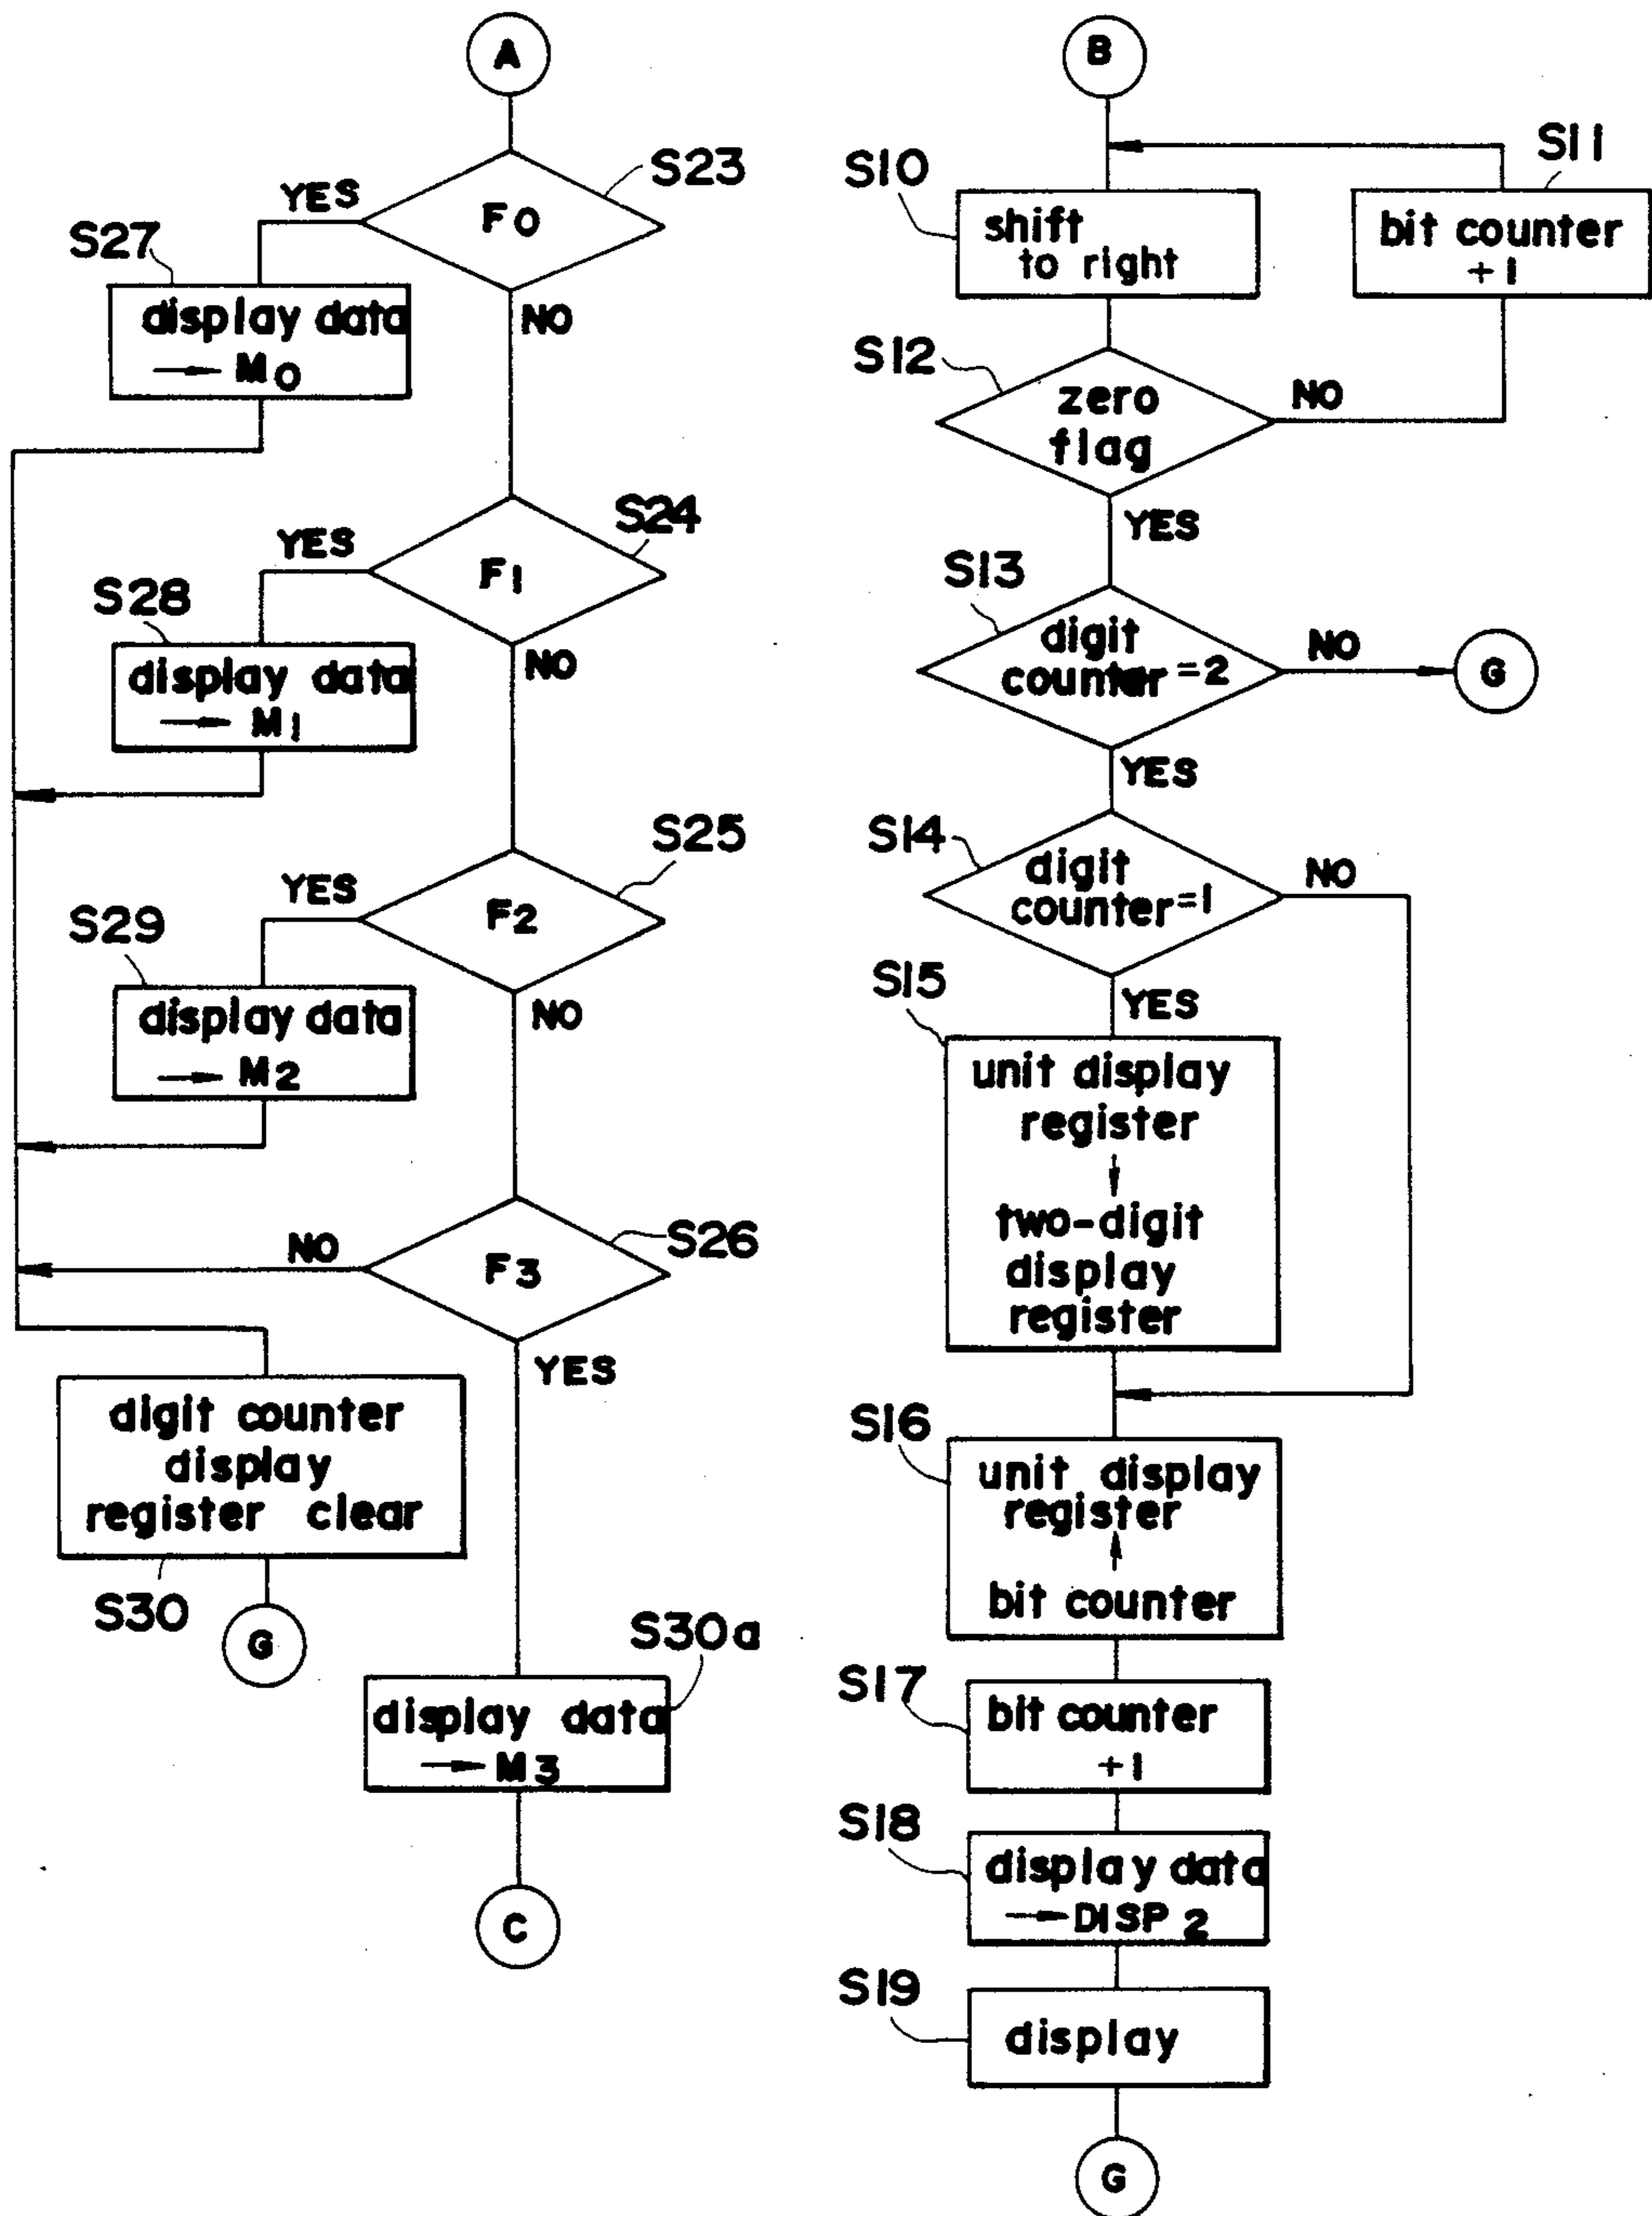 A
S23
YES
F0
S27
display data
→ M0
NO
S24
YES
F1
S28
display data
→ M1
NO
S25
YES
F2
S29
display data
→ M2
NO
S26
NO
F3
YES
digit counter
display
register clear
S30
G
S30a
display data
→ M3
C
B
S11
S10
shift
to right
bit counter
+1
S12
zero
flag
NO
YES
S13
digit
counter=2
NO
G
YES
S14
digit
counter=1
NO
S15
YES
unit display
register
↓
two-digit
display
register
S16
unit display
register
↑
bit counter
S17
bit counter
+1
S18
display data
→ DISP 2
S19
display
G